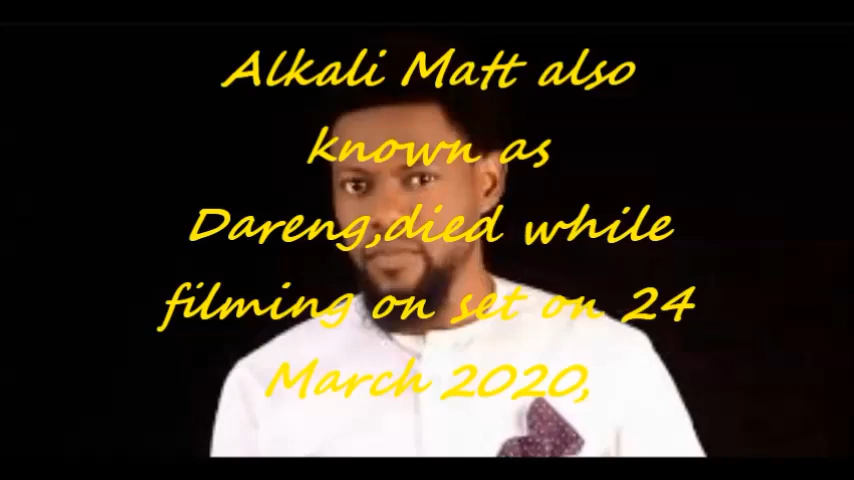 Alkali Matt also
known as
Dareng,died while
filming on set on 24
March 2020,